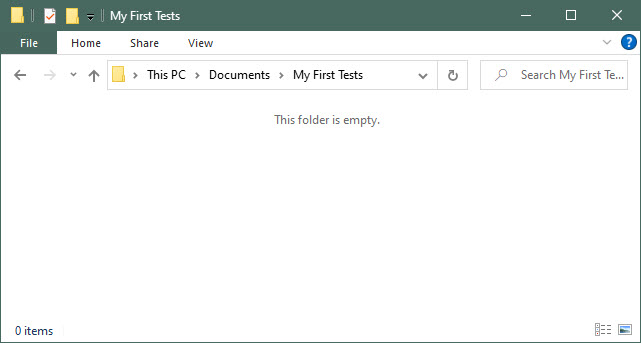 My First Tests
File Home Share View
This PC > Documents > My First Tests
Search My First Te...
This folder is empty.
0 items